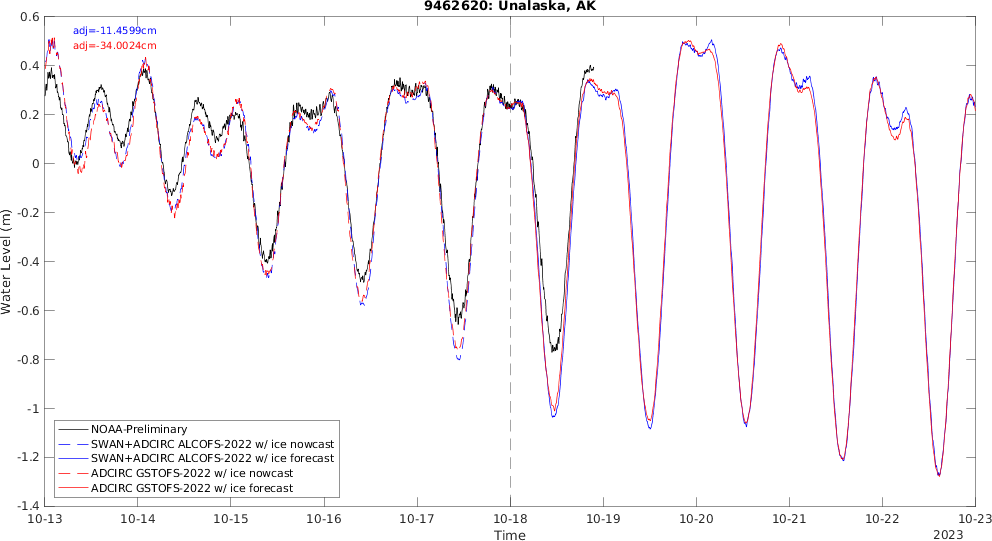 9462620: Unalaska, AK
adj=-11.4599cm
adj=-34.0024cm
0.6
0.4
0.2
0
-0.2
-0.4
-0.6
-0.8
-1
-1.2
-1.4
Water Level (m)
NOAA-Preliminary
SWAN+ADCIRC ALCOFS-2022 w/ ice nowcast
SWAN+ADCIRC ALCOFS-2022 w/ ice forecast
ADCIRC GSTOFS-2022 w/ ice nowcast
ADCIRC GSTOFS-2022 w/ ice forecast
10-13 10-14 10-15 10-16 10-17 10-18 10-19 10-20 10-21 10-22 10-23
Time
2023